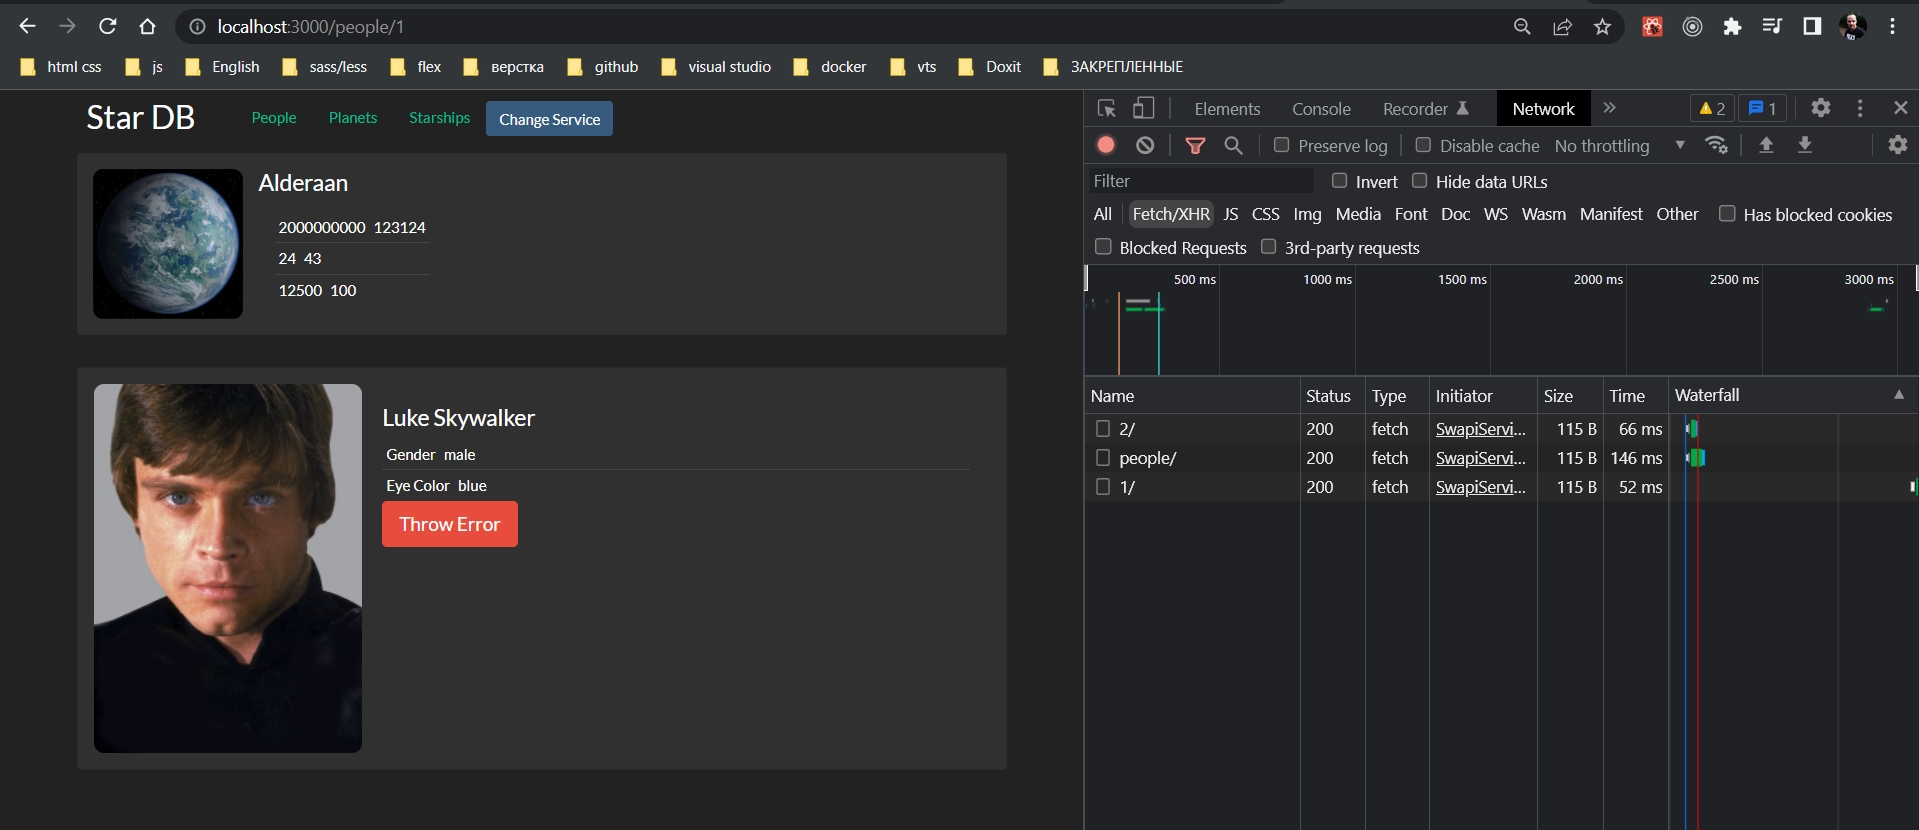 localhost:3000/people/1
html css js English sass/less flex верстка github visual studio docker vts Doxit ЗАКРЕПЛЕННЫЕ
Star DB People Planets Starships Change Service
Alderaan
2000000000 123124
24 43
12500 100
Luke Skywalker
Gender male
Eye Color blue
Throw Error
Elements Console Recorder Network 2 1
Preserve log Disable cache No throttling
Filter Invert Hide data URLs
All Fetch/XHR JS CSS Img Media Font Doc WS Wasm Manifest Other Has blocked cookies
Blocked Requests 3rd-party requests
500 ms 1000 ms 1500 ms 2000 ms 2500 ms 3000 ms
Name Status Type Initiator Size Time Waterfall
2/ 200 fetch SwapiServi... 115 B 66 ms
people/ 200 fetch SwapiServi... 115 B 146 ms
1/ 200 fetch SwapiServi... 115 B 52 ms